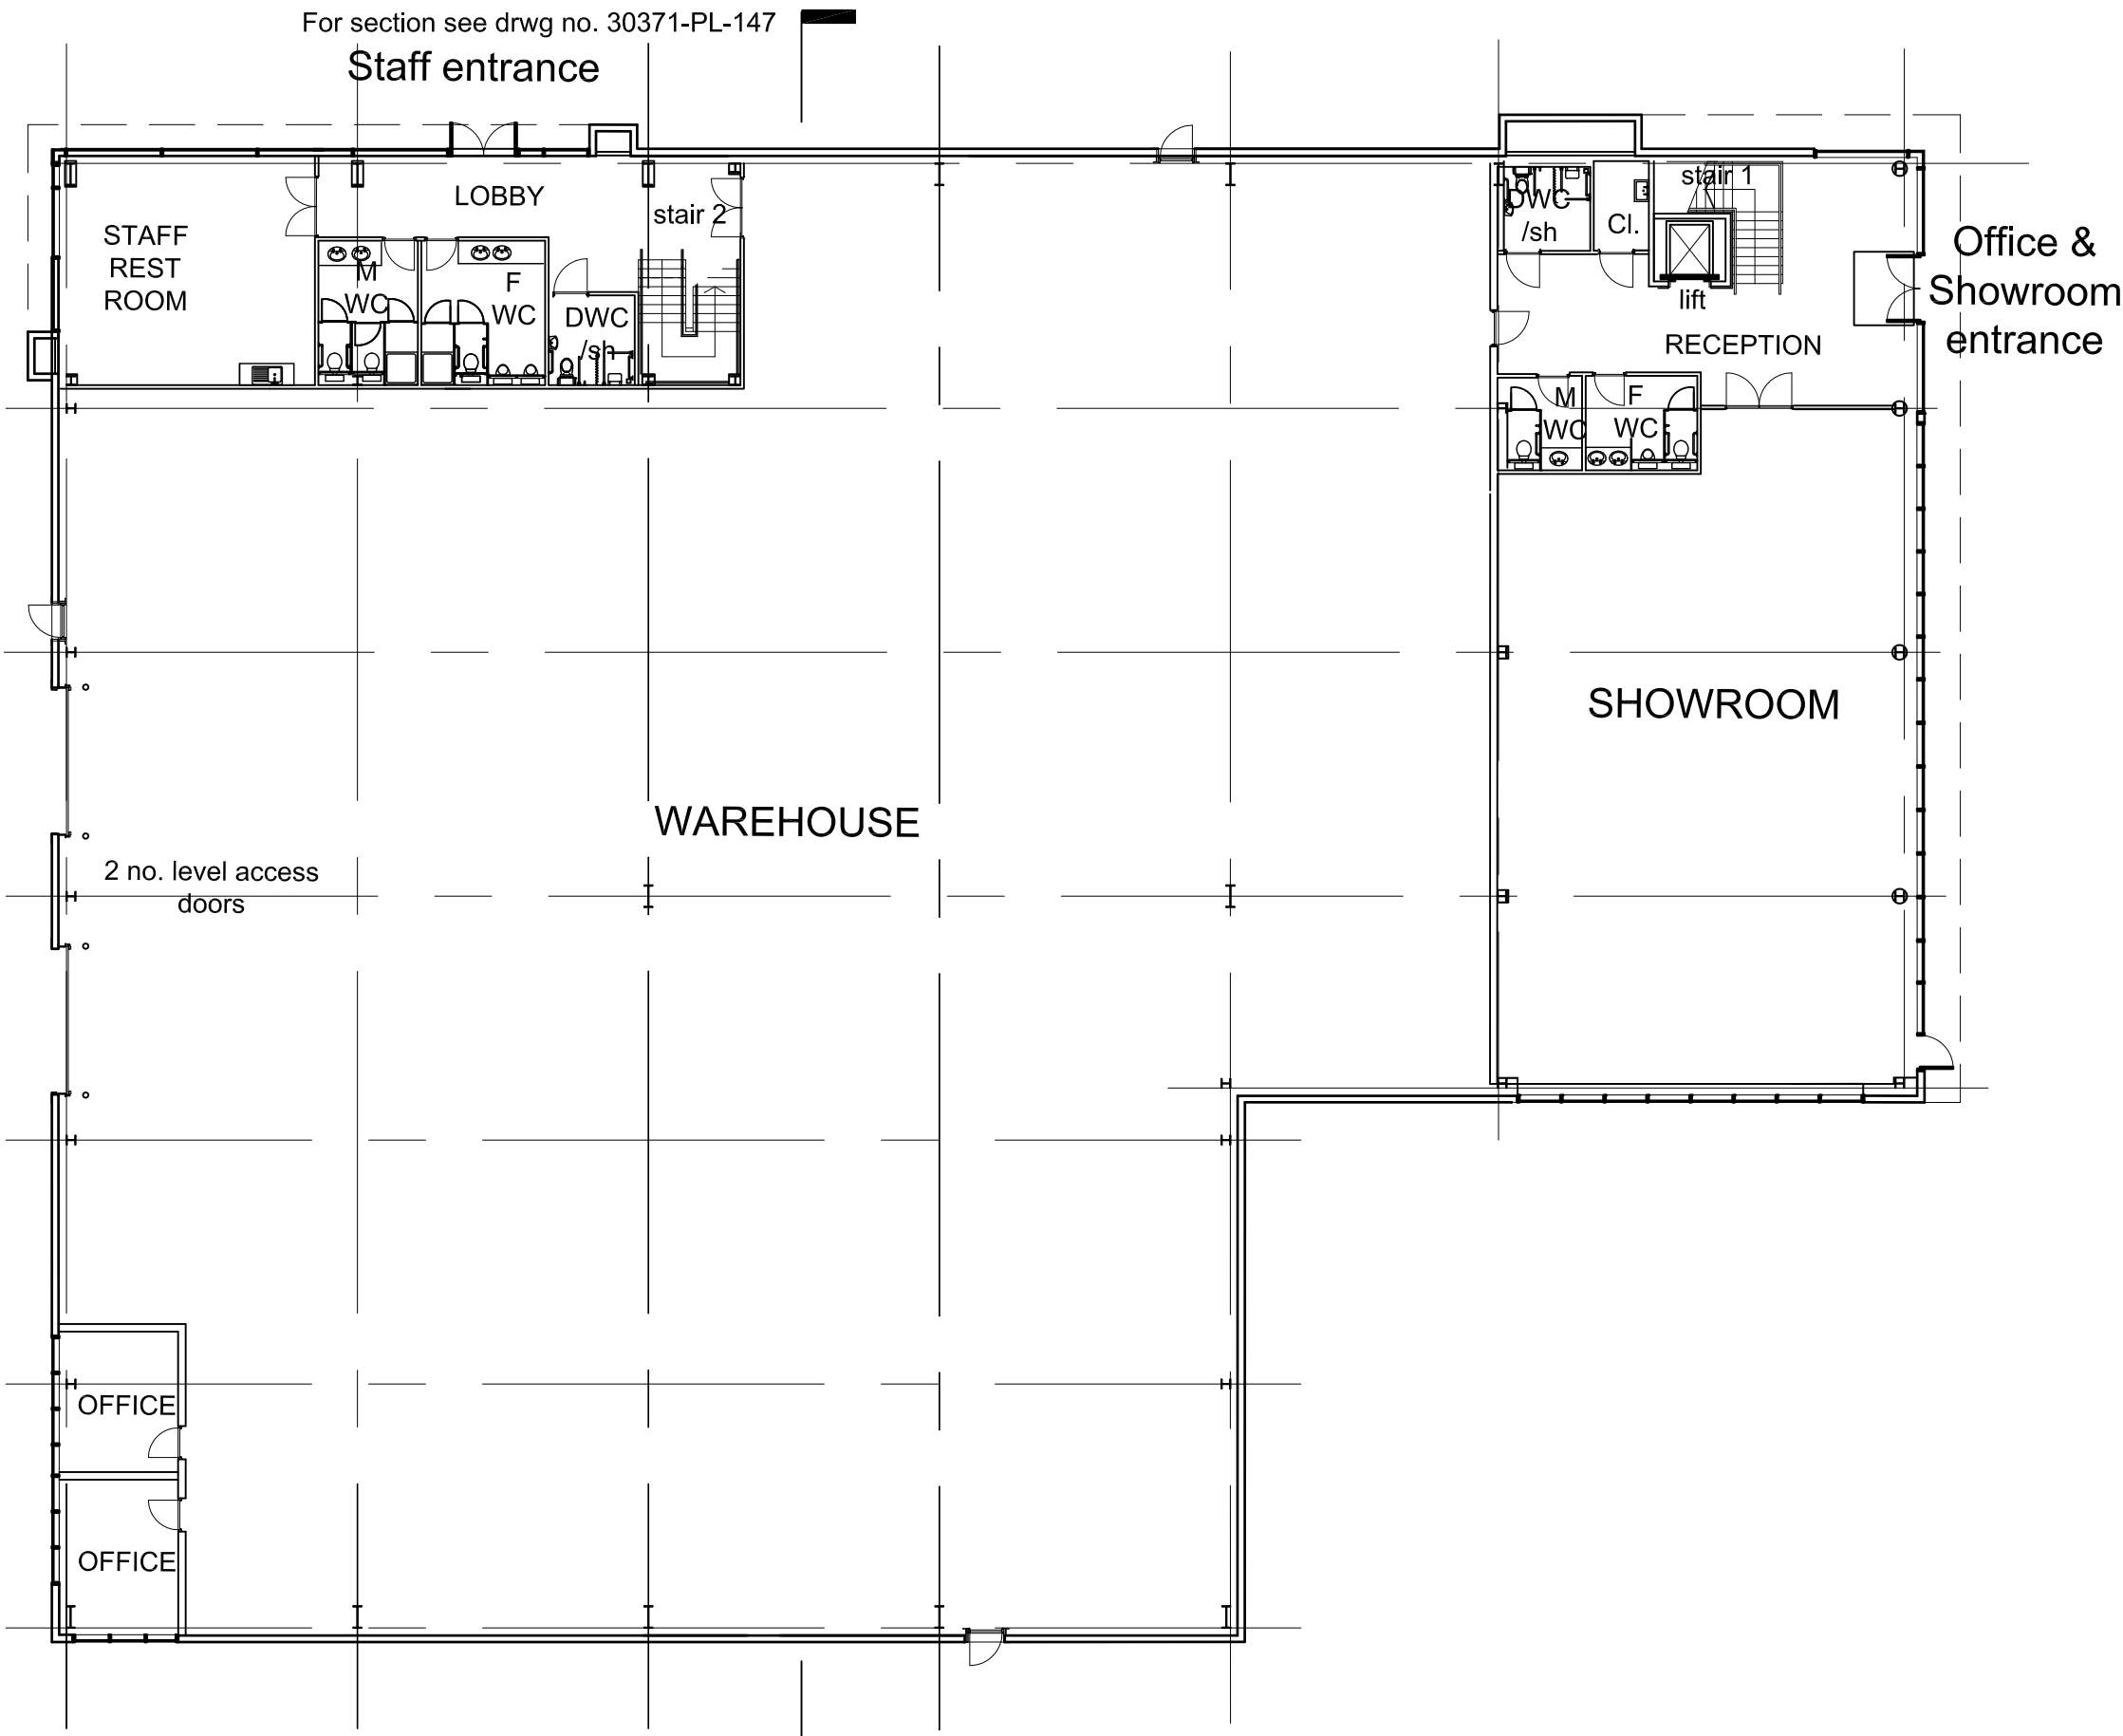 For section see drwg no. 30371-PL-147
Staff entrance
LOBBY
stair 2
STAFF
REST
ROOM
M
WC
F
WC
DWC
/sh
DWC
/sh
Cl.
stair 1
lift
RECEPTION
Office &
Showroom
entrance
M
WC
F
WC
SHOWROOM
WAREHOUSE
2 no. level access
doors
OFFICE
OFFICE